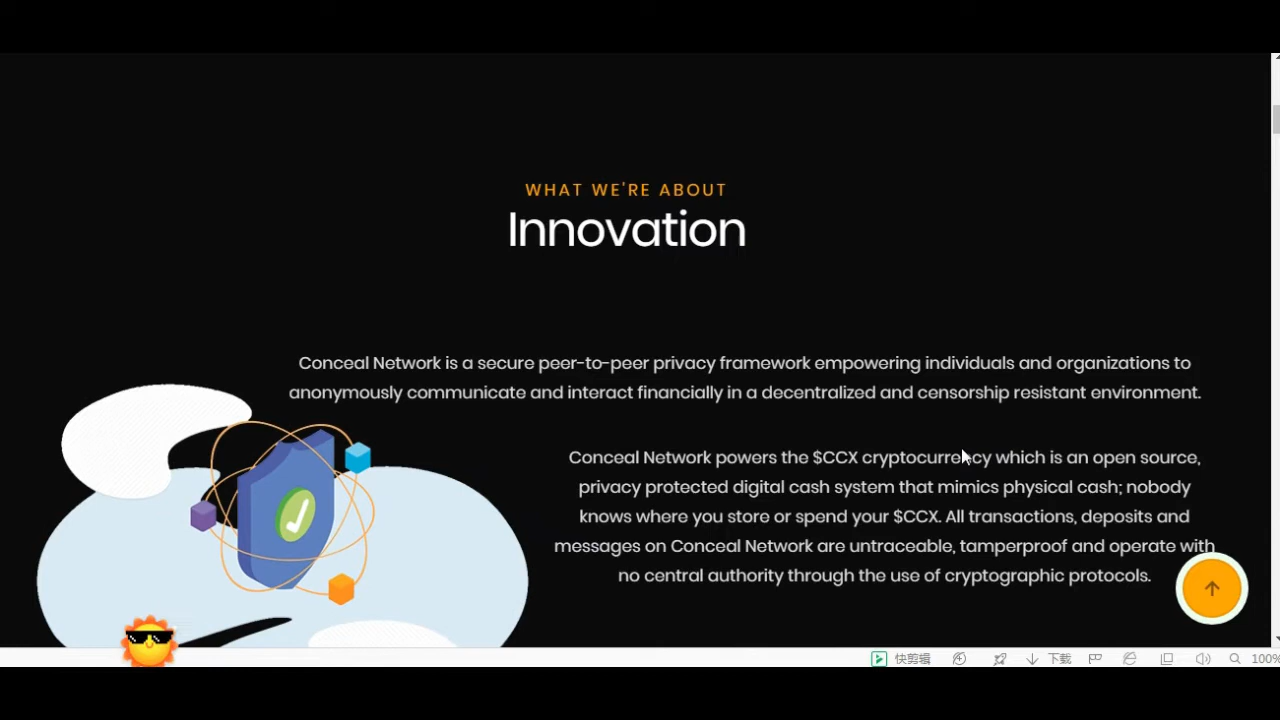 WHAT WE'RE ABOUT
Innovation
Conceal Network is a secure peer-to-peer privacy framework empowering individuals and organizations to
anonymously communicate and interact financially in a decentralized and censorship resistant environment.
Conceal Network powers the $CCX cryptocurrency which is an open source,
privacy protected digital cash system that mimics physical cash; nobody
knows where you store or spend your $CCX. All transactions, deposits and
messages on Conceal Network are untraceable, tamperproof and operate with
no central authority through the use of cryptographic protocols.
快剪辑 下载 100%